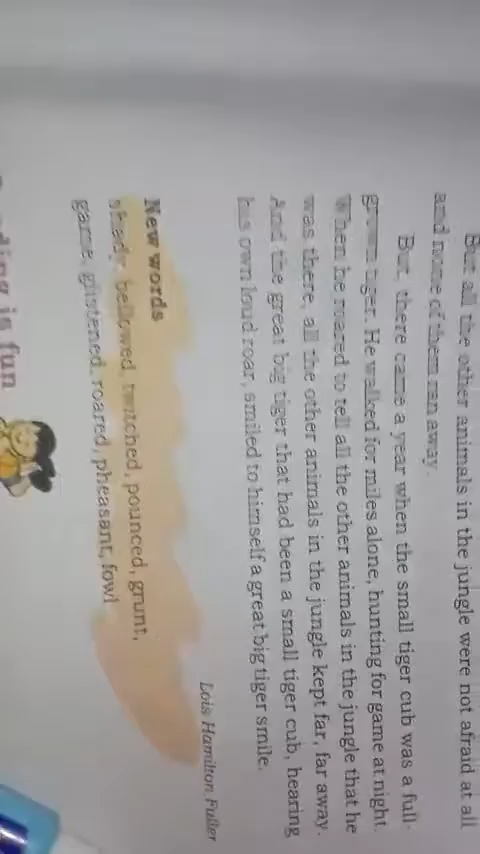 But all the other animals in the jungle were not afraid at all
and none of them ran away.
But, there came a year when the small tiger cub was a full-
grown tiger. He walked for miles alone, hunting for game at night.
When he roared to tell all the other animals in the jungle that he
was there, all the other animals in the jungle kept far, far away.
And the great big tiger that had been a small tiger cub, hearing
his own loud roar, smiled to himself a great big tiger smile.
Lois Hamilton Fuller
New words
shady, bellowed, twitched, pounced, grunt,
game, glistened, roared, pheasant, fowl
is fun